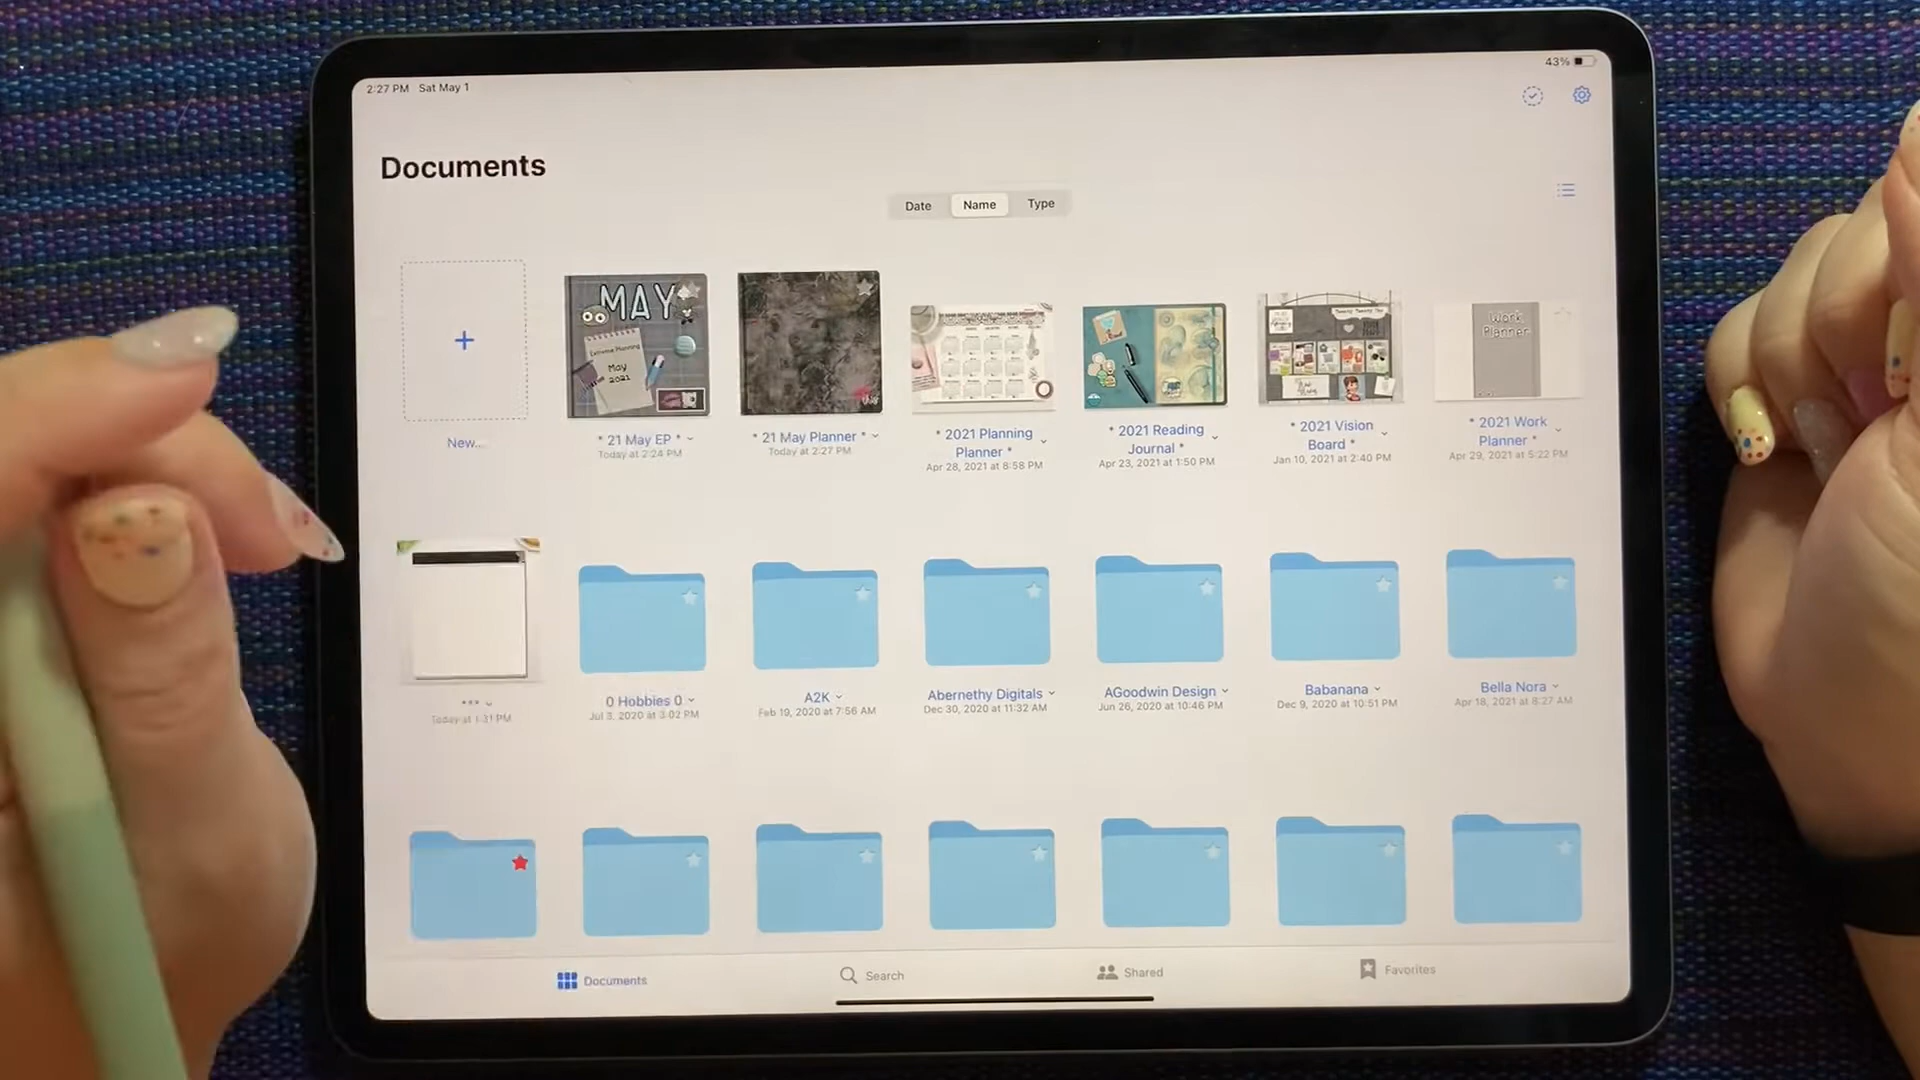 2:27 PM Sat May 1
43%
Documents
Date Name Type
MAY
Extreme Planning
May
2021
Work
Planner
New...
* 21 May EP *
Today at 2:24 PM
* 21 May Planner *
Today at 2:27 PM
* 2021 Planning
Planner *
Apr 28, 2021 at 8:58 PM
* 2021 Reading
Journal *
Apr 23, 2021 at 1:50 PM
* 2021 Vision
Board *
Jan 10, 2021 at 2:40 PM
* 2021 Work
Planner *
Apr 29, 2021 at 5:22 PM
***
Today at 1:31 PM
0 Hobbies 0
Jul 3, 2020 at 3:02 PM
A2K
Feb 19, 2020 at 7:56 AM
Abernethy Digitals
Dec 30, 2020 at 11:32 AM
AGoodwin Design
Jun 26, 2020 at 10:46 PM
Babanana
Dec 9, 2020 at 10:51 PM
Bella Nora
Apr 18, 2021 at 8:27 AM
Documents
Search
Shared
Favorites